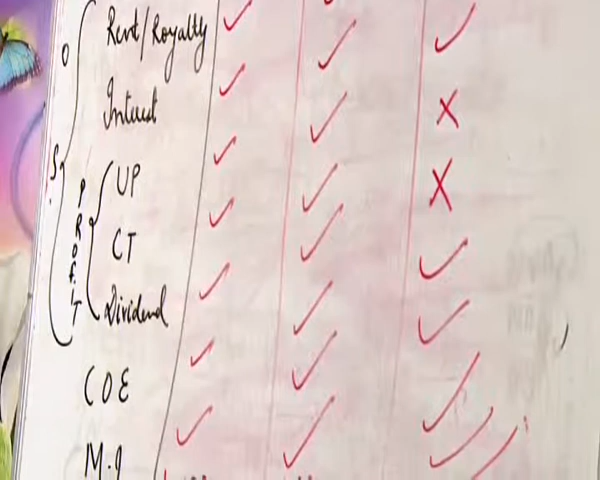 Rent/Royalty ✓ ✓ ✓
O
Interest ✓ ✓ ✗
S.
PROFIT
UP ✓ ✓ ✗
CT ✓ ✓ ✓
Dividend ✓ ✓ ✓
COE ✓ ✓ ✓
M.I ✓ ✓ ✓